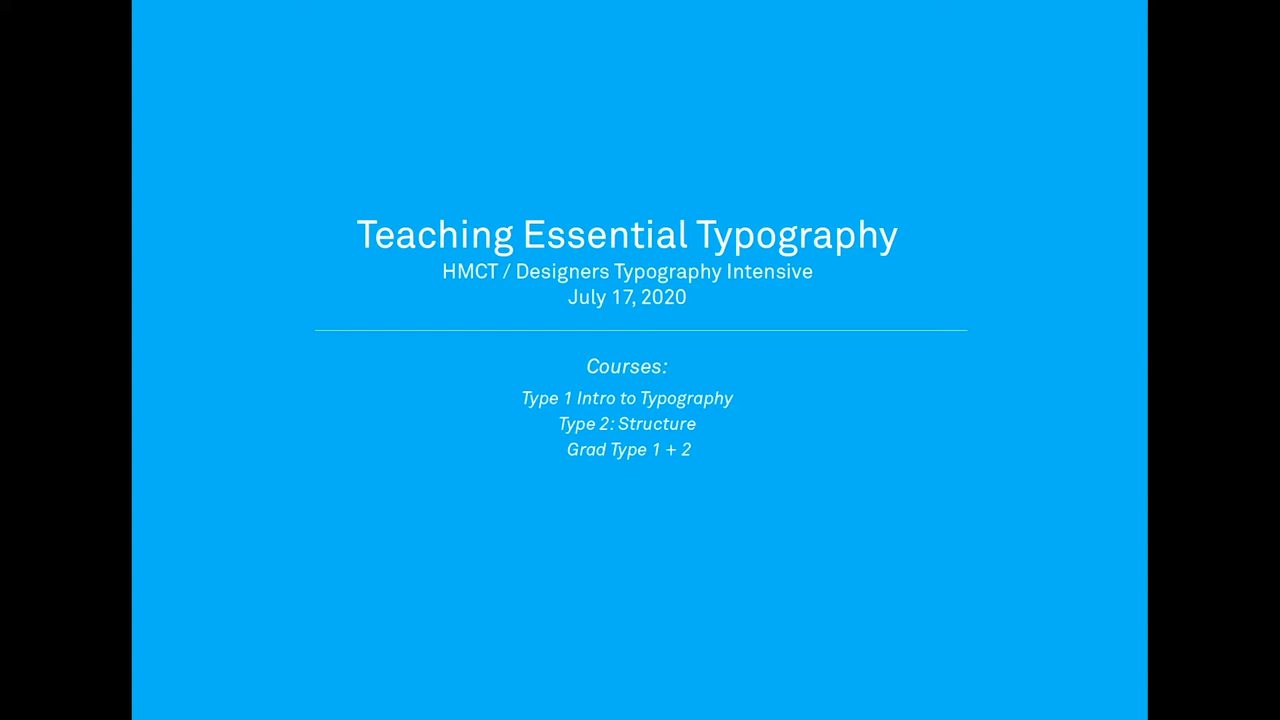 Teaching Essential Typography
HMCT / Designers Typography Intensive
July 17, 2020
Courses:
Type 1 Intro to Typography
Type 2: Structure
Grad Type 1 + 2